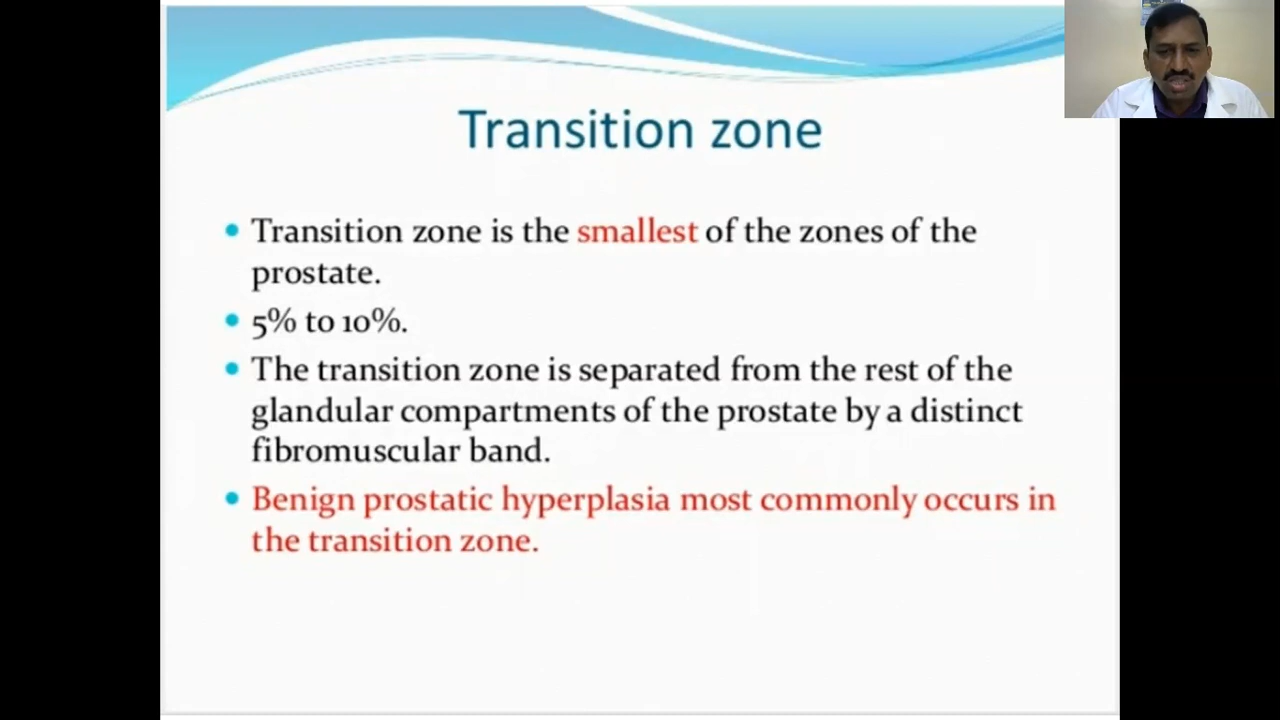 Transition zone
Transition zone is the smallest of the zones of the
prostate.
5% to 10%.
The transition zone is separated from the rest of the
glandular compartments of the prostate by a distinct
fibromuscular band.
Benign prostatic hyperplasia most commonly occurs in
the transition zone.